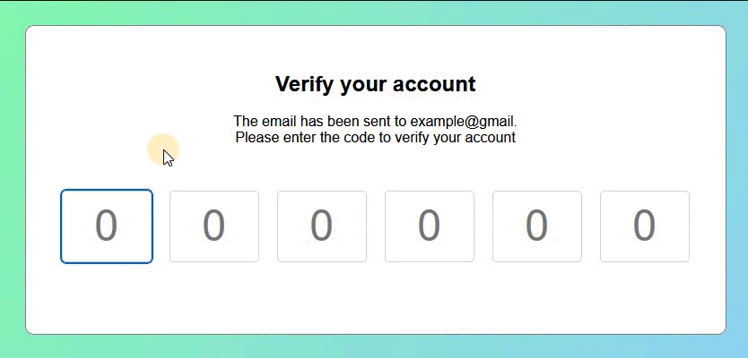 Verify your account
The email has been sent to example@gmail.
Please enter the code to verify your account
0 0 0 0 0 0